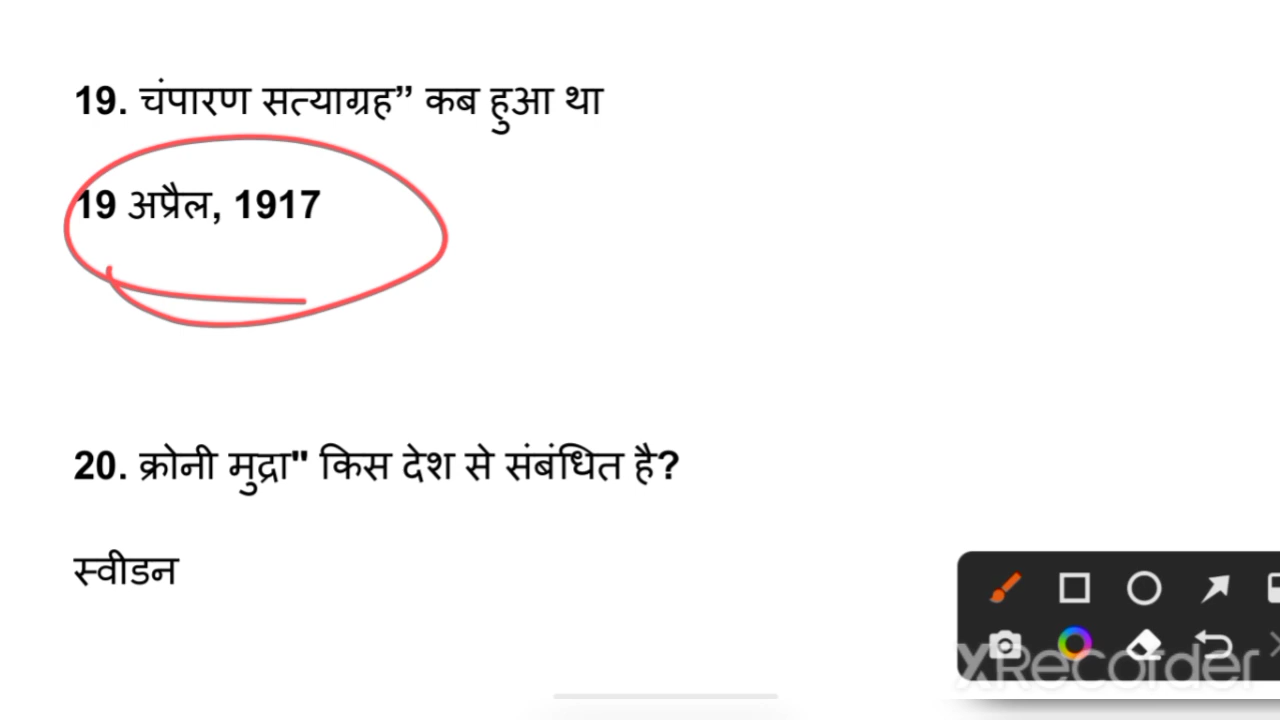 19. चंपारण सत्याग्रह” कब हुआ था
19 अप्रैल, 1917
20. क्रोनी मुद्रा" किस देश से संबंधित है?
स्वीडन
XRecorder